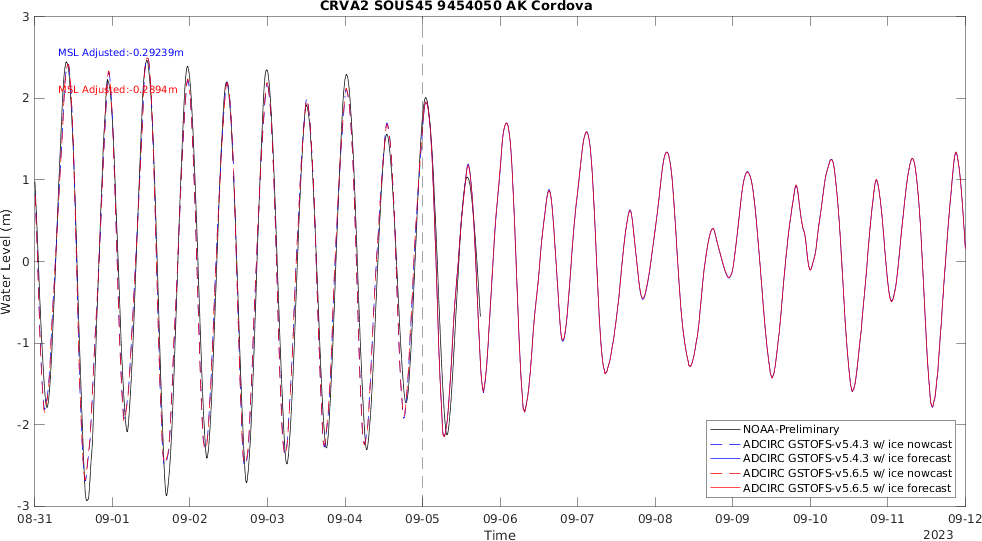 CRVA2 SOUS45 9454050 AK Cordova
3
2
1
0
-1
-2
-3
Water Level (m)
MSL Adjusted:-0.29239m
MSL Adjusted:-0.2894m
NOAA-Preliminary
ADCIRC GSTOFS-v5.4.3 w/ ice nowcast
ADCIRC GSTOFS-v5.4.3 w/ ice forecast
ADCIRC GSTOFS-v5.6.5 w/ ice nowcast
ADCIRC GSTOFS-v5.6.5 w/ ice forecast
08-31 09-01 09-02 09-03 09-04 09-05 09-06 09-07 09-08 09-09 09-10 09-11 09-12
Time
2023